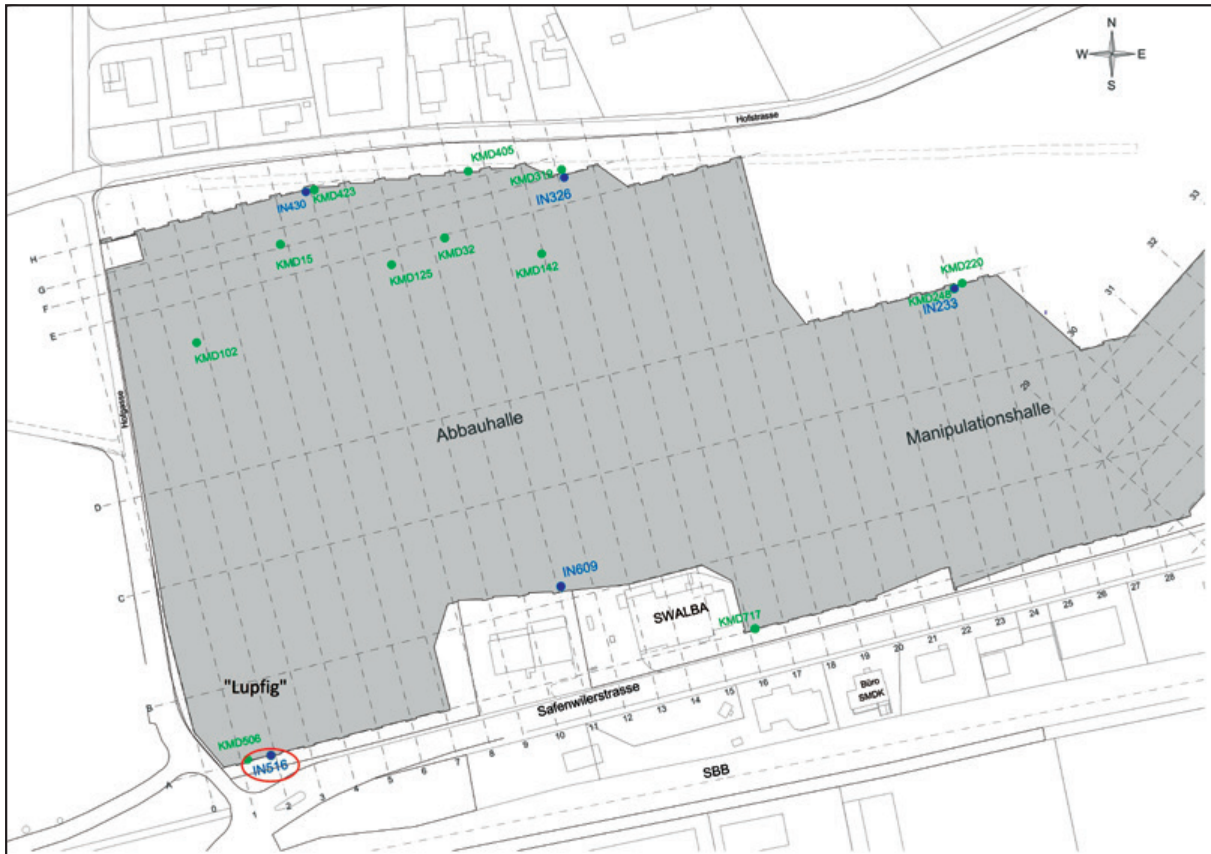 N
W E
S
Hofstrasse
KMD405
KMD312
KMD423
IN430
IN326
33
32
H
KMD15
KMD32
KMD142
KMD125
G
F
E
KMD220
KMD248
IN233
31
30
KMD102
29
Hofgasse
Abbauhalle
Manipulationshalle
D
C
IN609
SWALBA
KMD717
28
27
26
25
24
23
22
21
20
19
18
17
16
15
14
13
12
11
10
9
8
7
6
5
4
3
2
1
0
"Lupfig"
B
Safenwilerstrasse
Büro
SMDK
KMD506
IN516
A
SBB